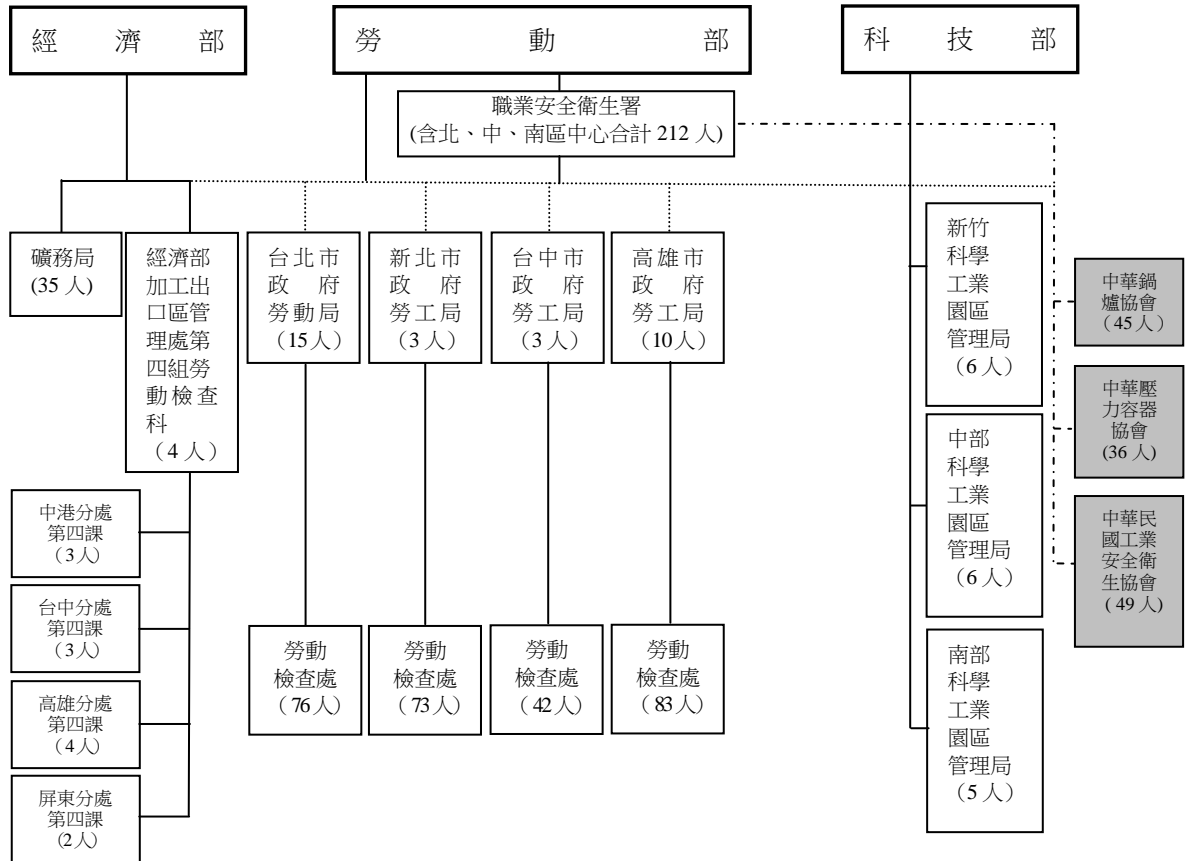 經 濟 部
勞 動 部
科 技 部
職業安全衛生署
(含北、中、南區中心合計 212 人)
礦務局
(35 人)
經濟部
加工出
口區管
理處第
四組勞
動檢查
科
（4 人）
台北市
政 府
勞動局
（15 人）
新北市
政 府
勞工局
（3 人）
台中市
政 府
勞工局
（3 人）
高雄市
政 府
勞工局
（10 人）
新竹
科學
工業
園區
管理局
（6 人）
中華鍋
爐協會
（45 人）
中華壓
力容器
協會
(36 人)
中華民
國工業
安全衛
生協會
（49 人)
中部
科學
工業
園區
管理局
（6 人）
南部
科學
工業
園區
管理局
（5 人）
中港分處
第四課
（3 人）
台中分處
第四課
（3 人）
高雄分處
第四課
（4 人）
屏東分處
第四課
(2 人）
勞動
檢查處
（76 人）
勞動
檢查處
（73 人）
勞動
檢查處
（42 人）
勞動
檢查處
（83 人）